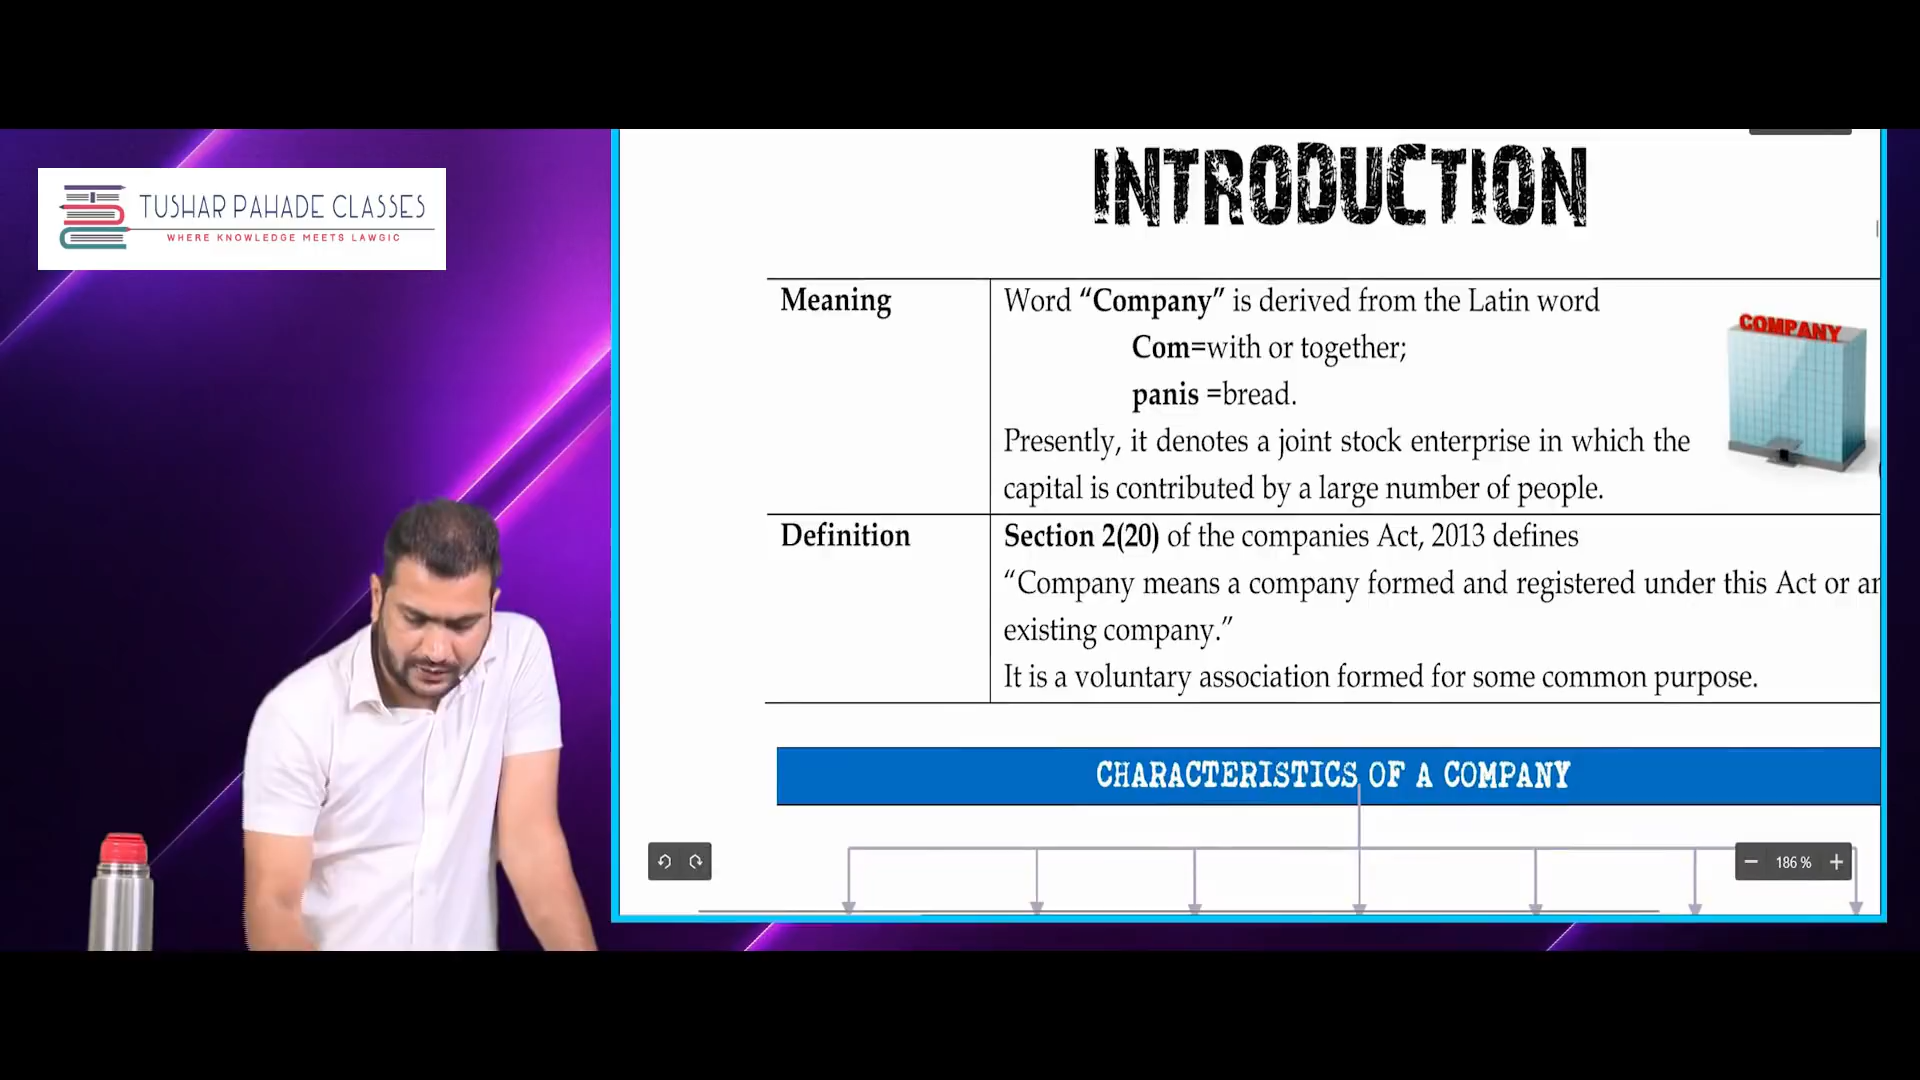 TUSHAR PAHADE CLASSES
WHERE KNOWLEDGE MEETS LAWGIC
INTRODUCTION
Meaning
Word “Company” is derived from the Latin word
Com=with or together;
panis =bread.
Presently, it denotes a joint stock enterprise in which the
capital is contributed by a large number of people.
COMPANY
Definition
Section 2(20) of the companies Act, 2013 defines
“Company means a company formed and registered under this Act or
existing company.”
It is a voluntary association formed for some common purpose.
CHARACTERISTICS OF A COMPANY
186 %